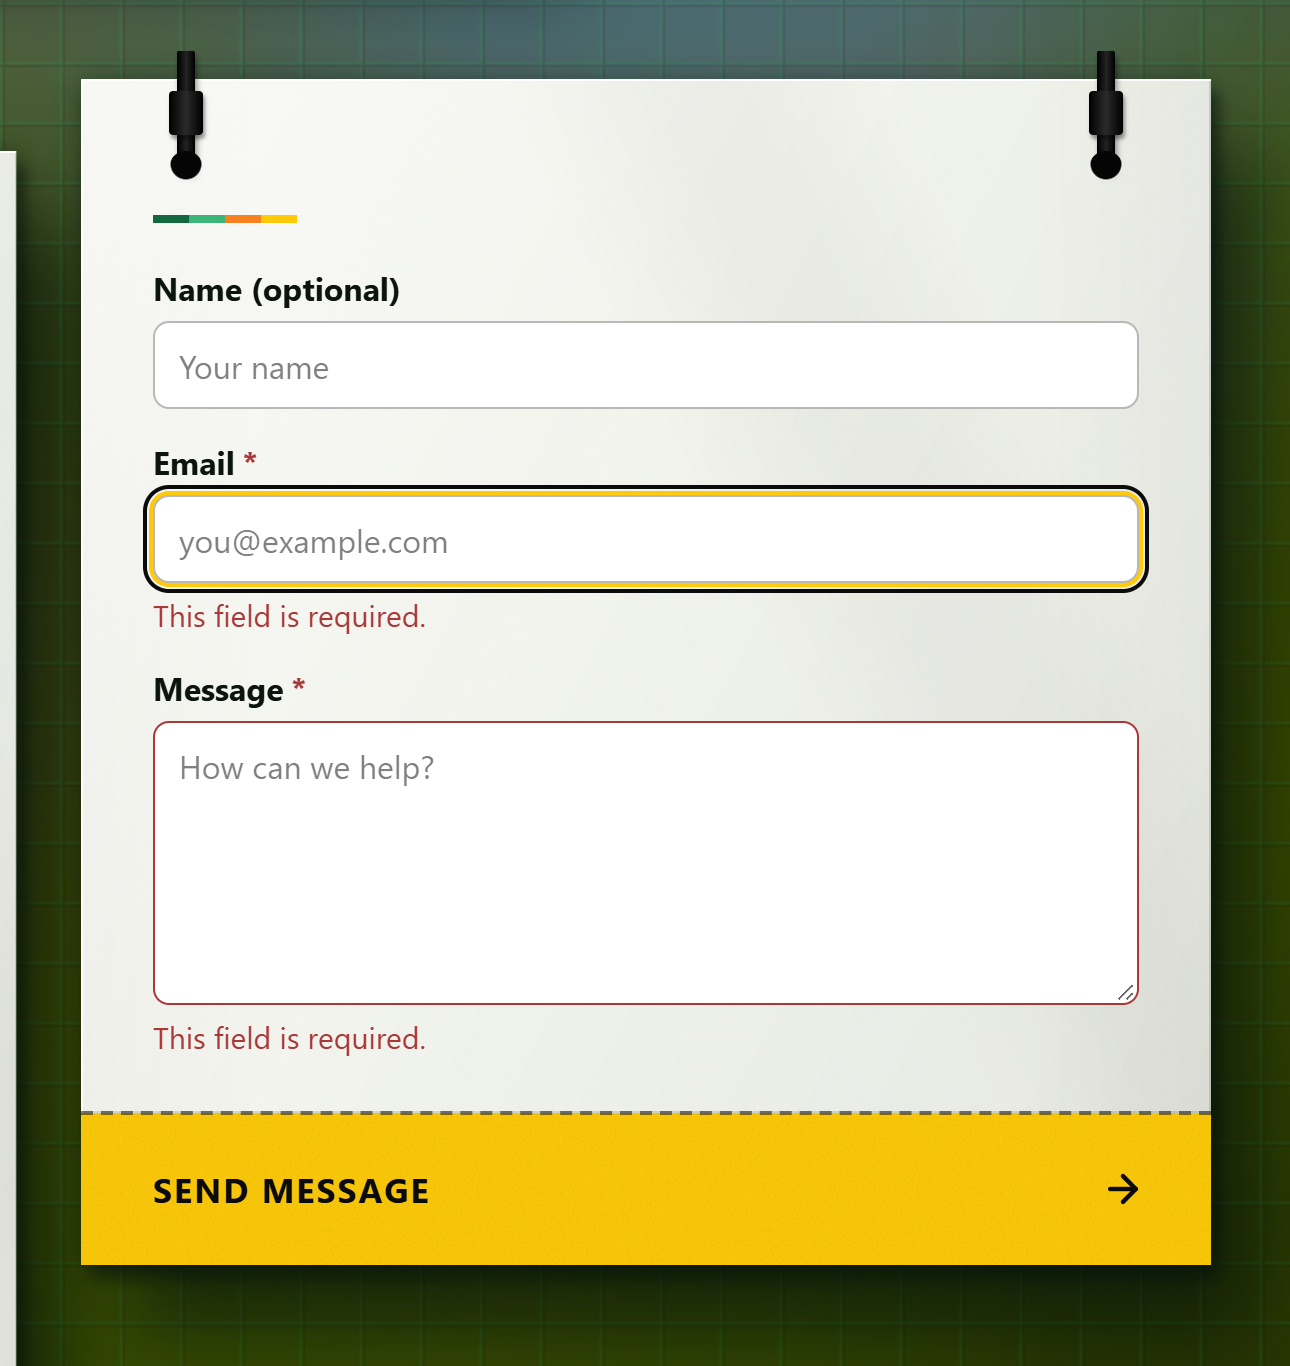 Name (optional)
Your name
Email *
you@example.com
This field is required.
Message *
How can we help?
This field is required.
SEND MESSAGE